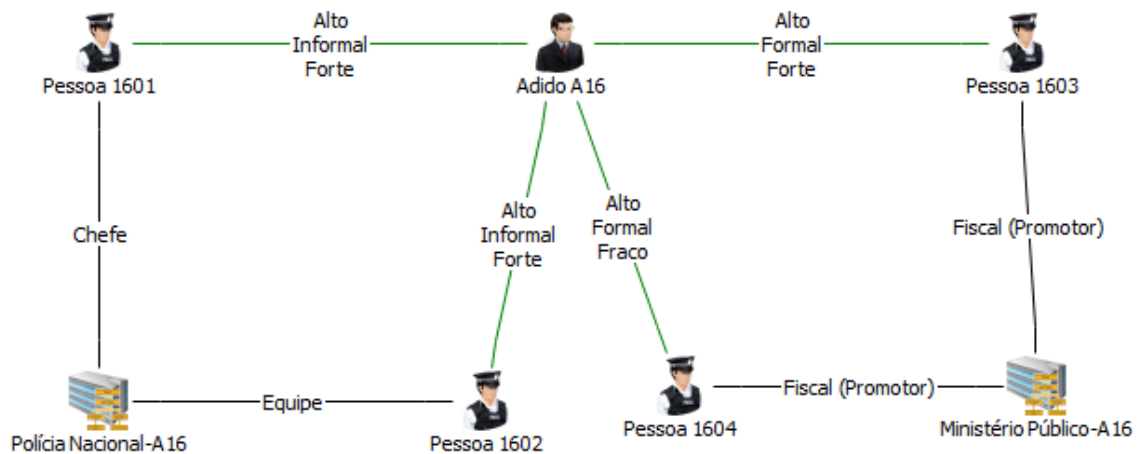 Alto
Informal
Forte
Alto
Formal
Forte
Pessoa 1601
Adido A16
Pessoa 1603
Chefe
Alto
Informal
Forte
Alto
Formal
Fraco
Fiscal (Promotor)
Equipe
Fiscal (Promotor)
Polícia Nacional-A16
Pessoa 1602
Pessoa 1604
Ministério Público-A16